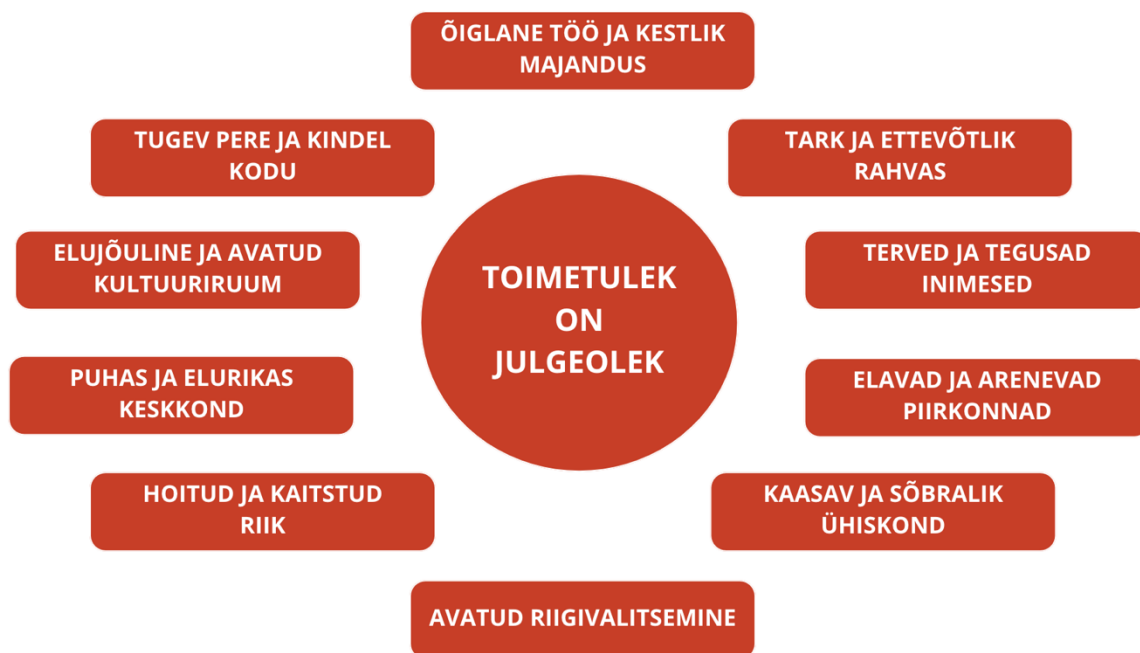 ÕIGLANE TÖÖ JA KESTLIK
MAJANDUS
TUGEV PERE JA KINDEL
KODU
TARK JA ETTEVÕTLIK
RAHVAS
ELUJÕULINE JA AVATUD
KULTUURIRUUM
TERVED JA TEGUSAD
INIMESED
TOIMETULEK
ON
JULGEOLEK
PUHAS JA ELURIKAS
KESKKOND
ELAVAD JA ARENEVAD
PIIRKONNAD
HOITUD JA KAITSTUD
RIIK
KAASAV JA SÕBRALIK
ÜHISKOND
AVATUD RIIGIVALITSEMINE